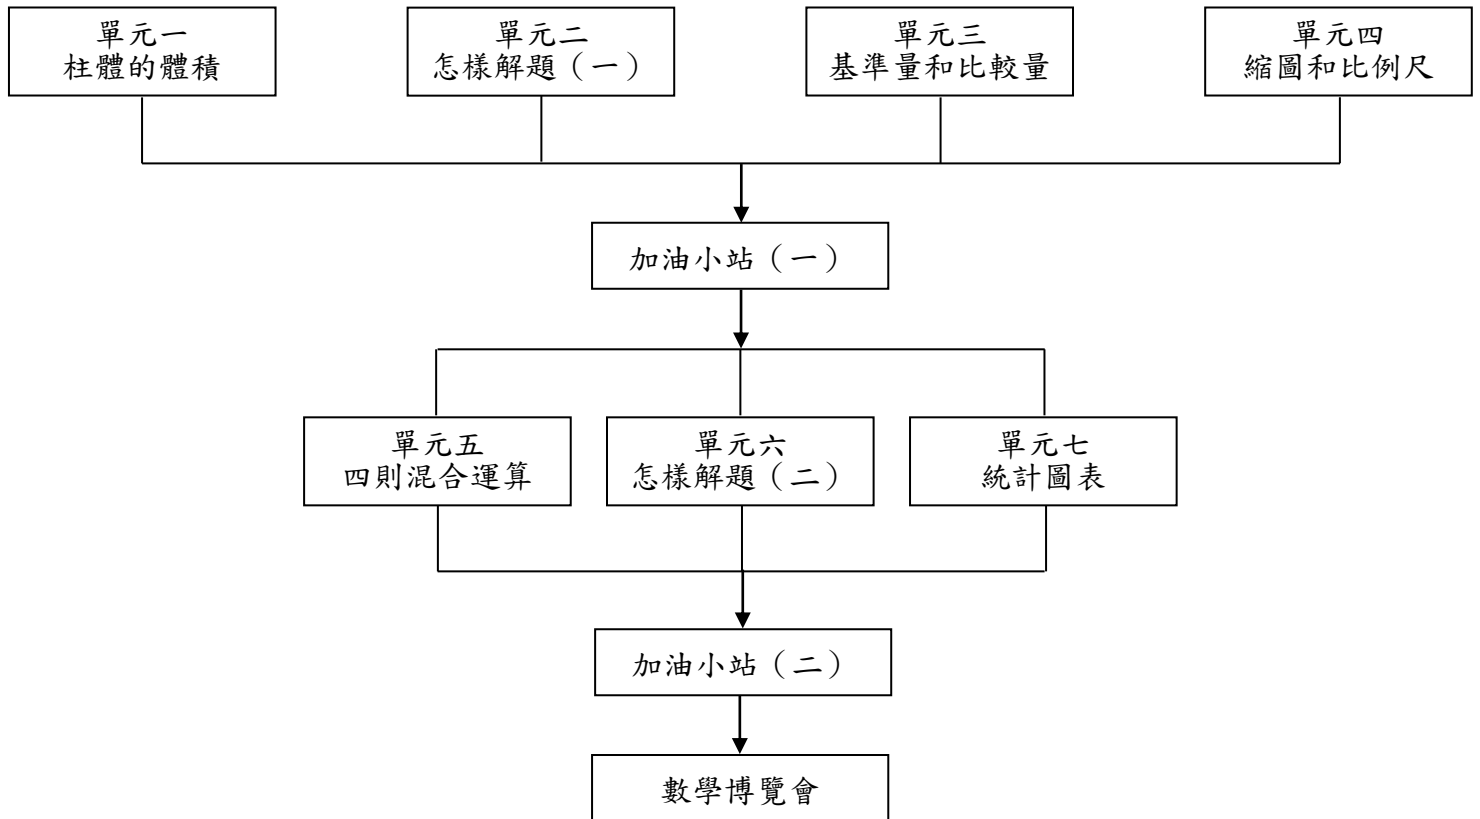 單元一
柱體的體積
單元二
怎樣解題（一）
單元三
基準量和比較量
單元四
縮圖和比例尺
加油小站（一）
單元五
四則混合運算
單元六
怎樣解題（二）
單元七
統計圖表
加油小站（二）
數學博覽會